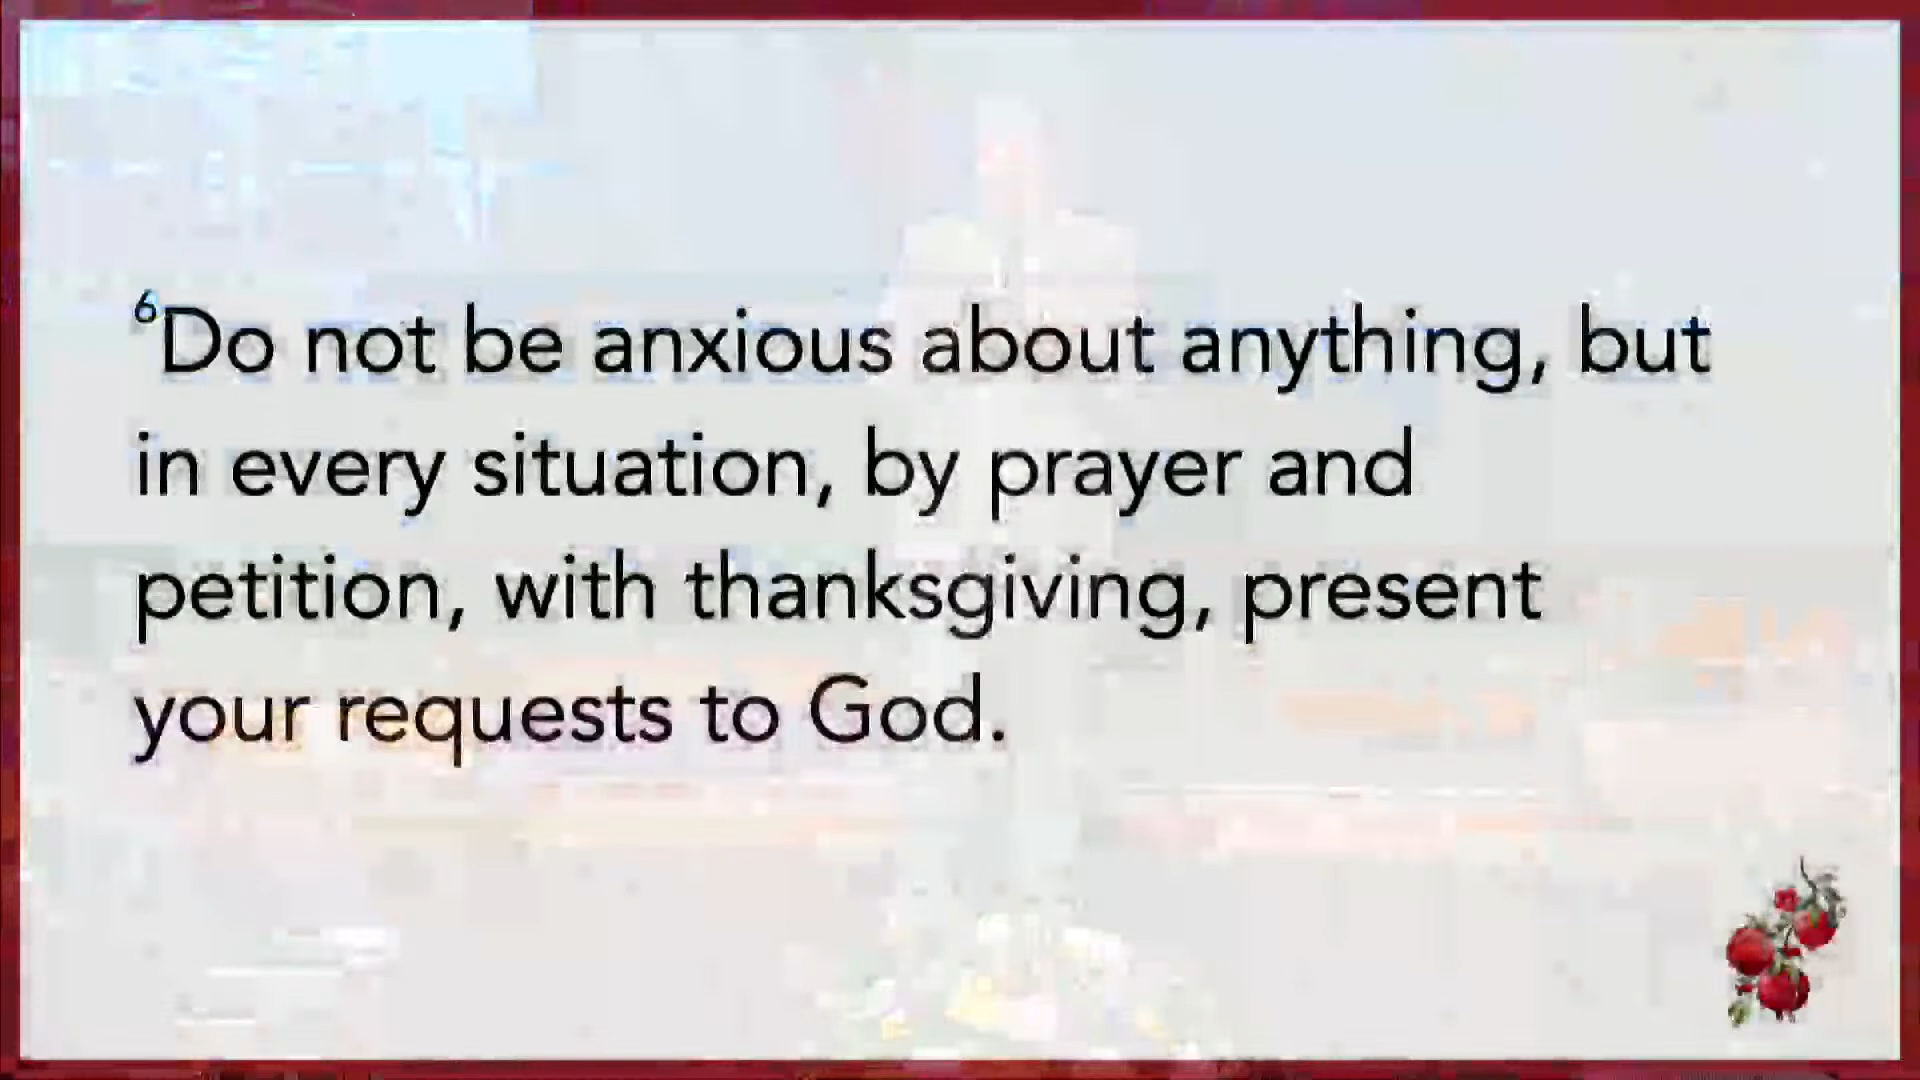 ⁶Do not be anxious about anything, but
in every situation, by prayer and
petition, with thanksgiving, present
your requests to God.